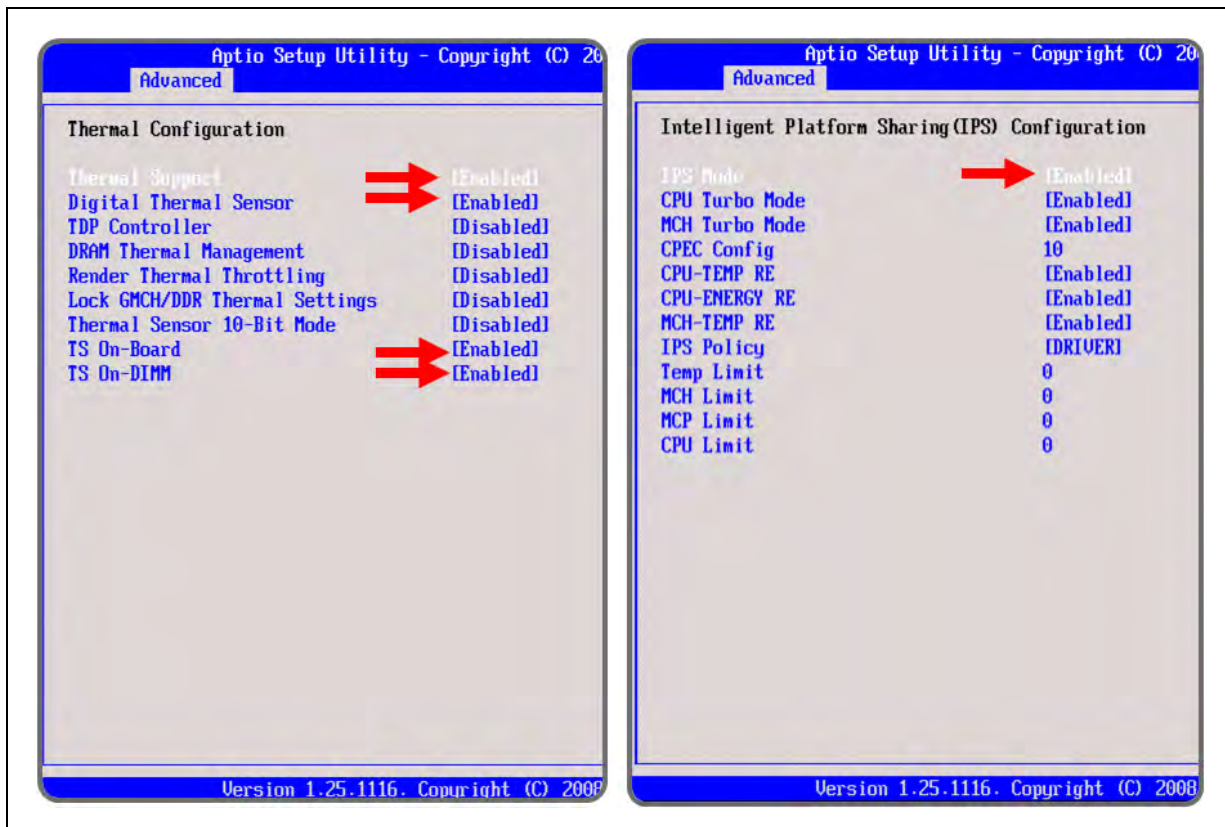 Aptio Setup Utility - Copyright (C) 20
Advanced
Thermal Configuration
Thermal Support [Enabled]
Digital Thermal Sensor [Enabled]
TDP Controller [Disabled]
DRAM Thermal Management [Disabled]
Render Thermal Throttling [Disabled]
Lock GMCH/DDR Thermal Settings [Disabled]
Thermal Sensor 10-Bit Mode [Disabled]
TS On-Board [Enabled]
TS On-DIMM [Enabled]
Version 1.25.1116. Copyright (C) 2008
Aptio Setup Utility - Copyright (C) 20
Advanced
Intelligent Platform Sharing(IPS) Configuration
IPS Mode [Enabled]
CPU Turbo Mode [Enabled]
MCH Turbo Mode [Enabled]
CPEC Config 10
CPU-TEMP RE [Enabled]
CPU-ENERGY RE [Enabled]
MCH-TEMP RE [Enabled]
IPS Policy [DRIVER]
Temp Limit 0
MCH Limit 0
MCP Limit 0
CPU Limit 0
Version 1.25.1116. Copyright (C) 2008